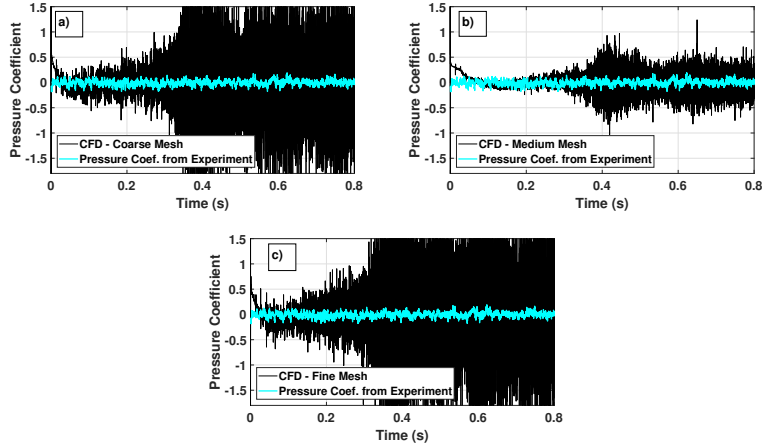 a)
1.5
1
0.5
0
-0.5
-1
-1.5
Pressure Coefficient
CFD - Coarse Mesh
Pressure Coef. from Experiment
0 0.2 0.4 0.6 0.8
Time (s)
b)
1.5
1
0.5
0
-0.5
-1
-1.5
Pressure Coefficient
CFD - Medium Mesh
Pressure Coef. from Experiment
0 0.2 0.4 0.6 0.8
Time (s)
c)
1.5
1
0.5
0
-0.5
-1
-1.5
Pressure Coefficient
CFD - Fine Mesh
Pressure Coef. from Experiment
0 0.2 0.4 0.6 0.8
Time (s)